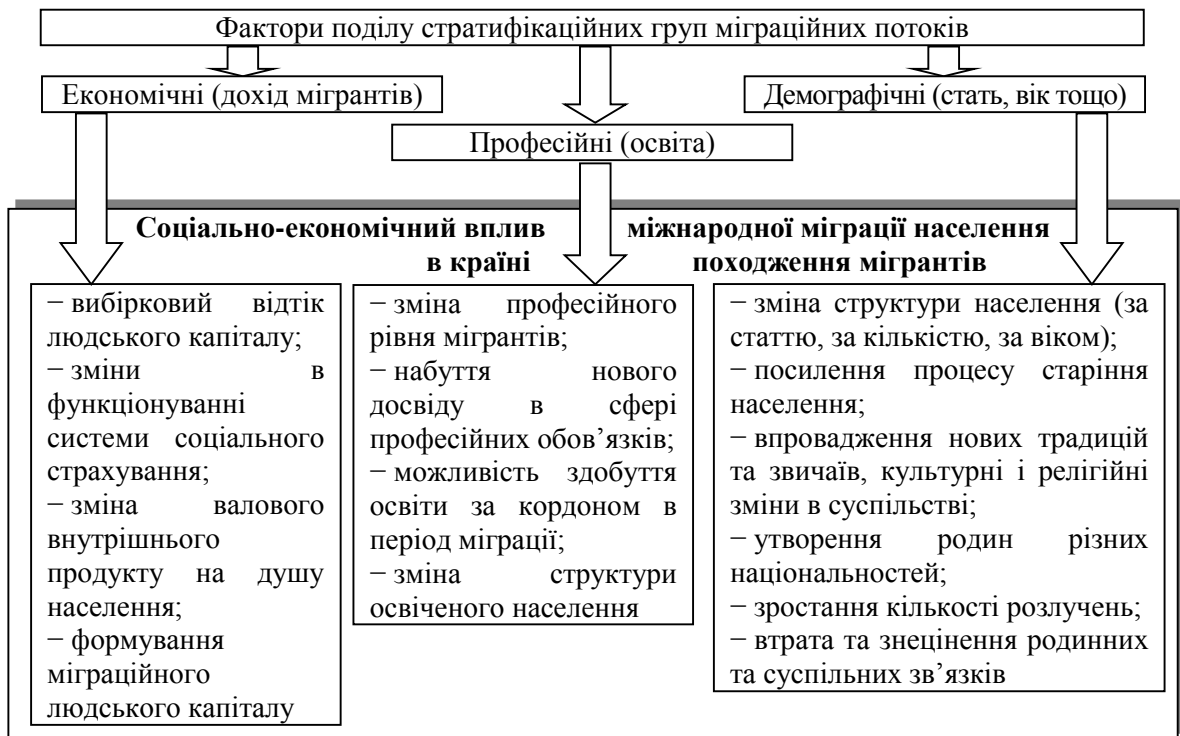 Фактори поділу стратифікаційних груп міграційних потоків
Економічні (дохід мігрантів)
Демографічні (стать, вік тощо)
Професійні (освіта)
Соціально-економічний вплив міжнародної міграції населення
в країні походження мігрантів
− вибірковий відтік
людського капіталу;
− зміни в
функціонуванні
системи соціального
страхування;
− зміна валового
внутрішнього
продукту на душу
населення;
− формування
міграційного
людського капіталу
− зміна професійного
рівня мігрантів;
− набуття нового
досвіду в сфері
професійних обов’язків;
− можливість здобуття
освіти за кордоном в
період міграції;
− зміна структури
освіченого населення
− зміна структури населення (за
статтю, за кількістю, за віком);
− посилення процесу старіння
населення;
− впровадження нових традицій
та звичаїв, культурні і релігійні
зміни в суспільстві;
− утворення родин різних
національностей;
− зростання кількості розлучень;
− втрата та знецінення родинних
та суспільних зв’язків